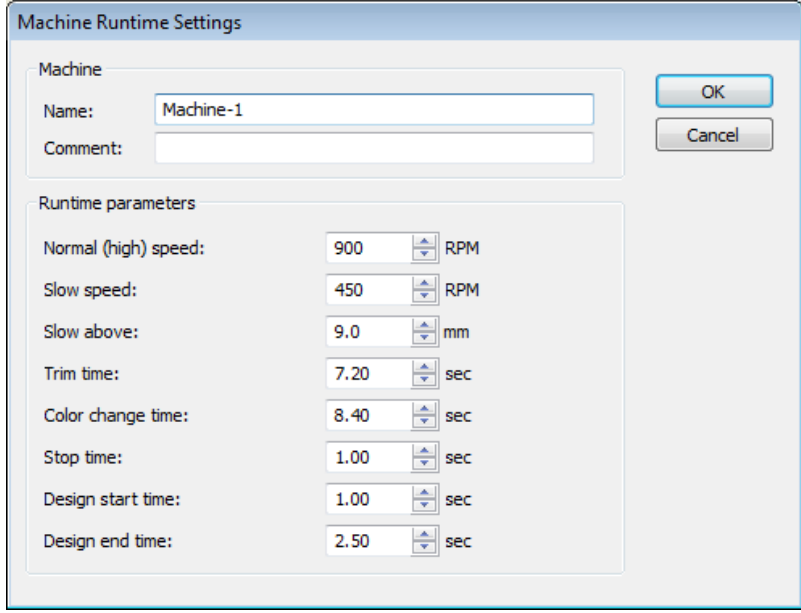 Machine Runtime Settings
Machine
OK
Name: Machine-1
Cancel
Comment:
Runtime parameters
Normal (high) speed: 900 RPM
Slow speed: 450 RPM
Slow above: 9.0 mm
Trim time: 7.20 sec
Color change time: 8.40 sec
Stop time: 1.00 sec
Design start time: 1.00 sec
Design end time: 2.50 sec